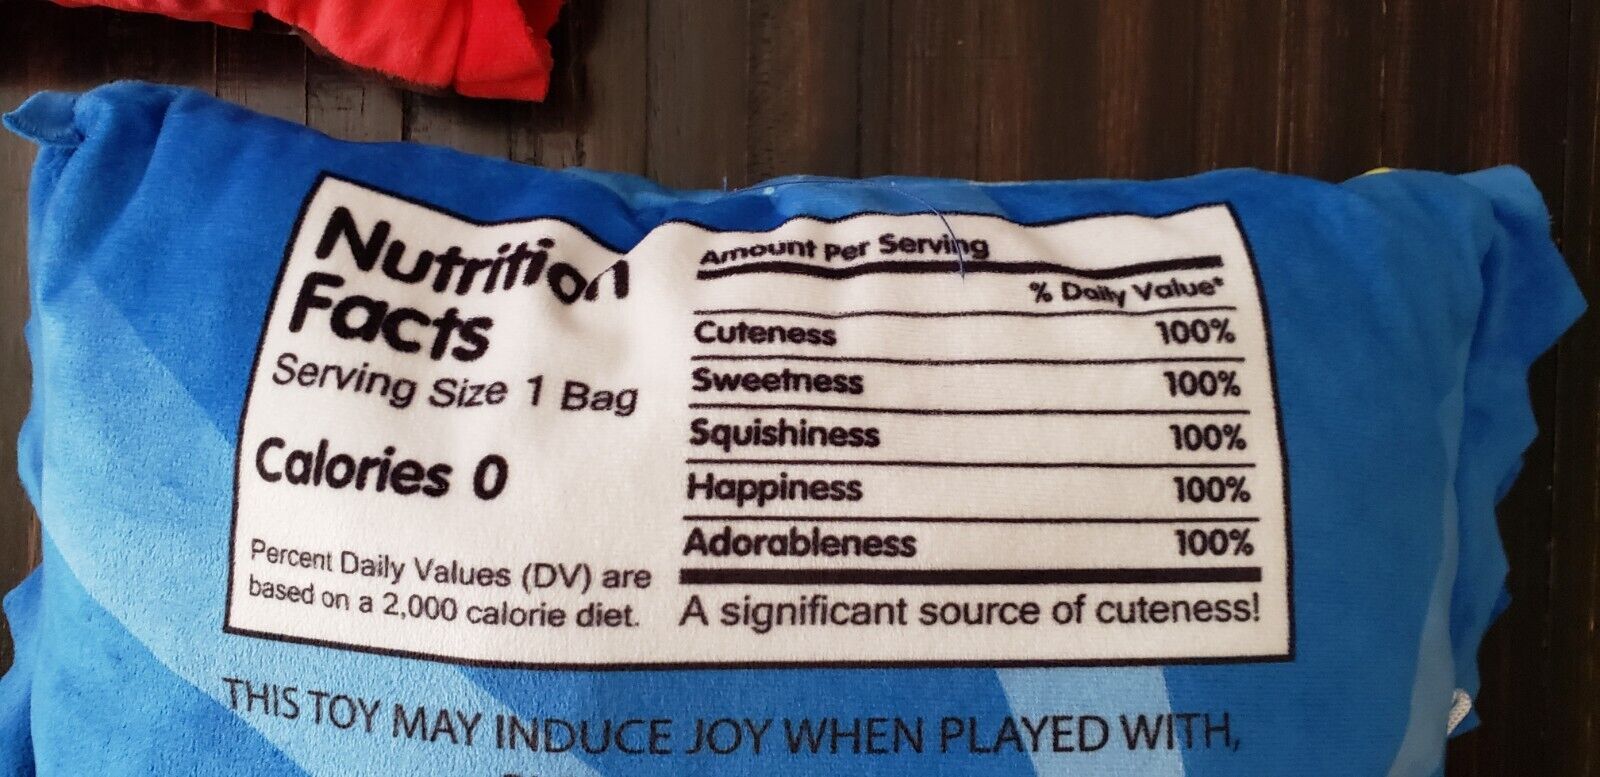 Nutrition
Facts
Serving Size 1 Bag
Calories 0
Percent Daily Values (DV) are
based on a 2,000 calorie diet.
Amount Per Serving
% Daily Value*
Cuteness 100%
Sweetness 100%
Squishiness 100%
Happiness 100%
Adorableness 100%
A significant source of cuteness!
THIS TOY MAY INDUCE JOY WHEN PLAYED WITH,